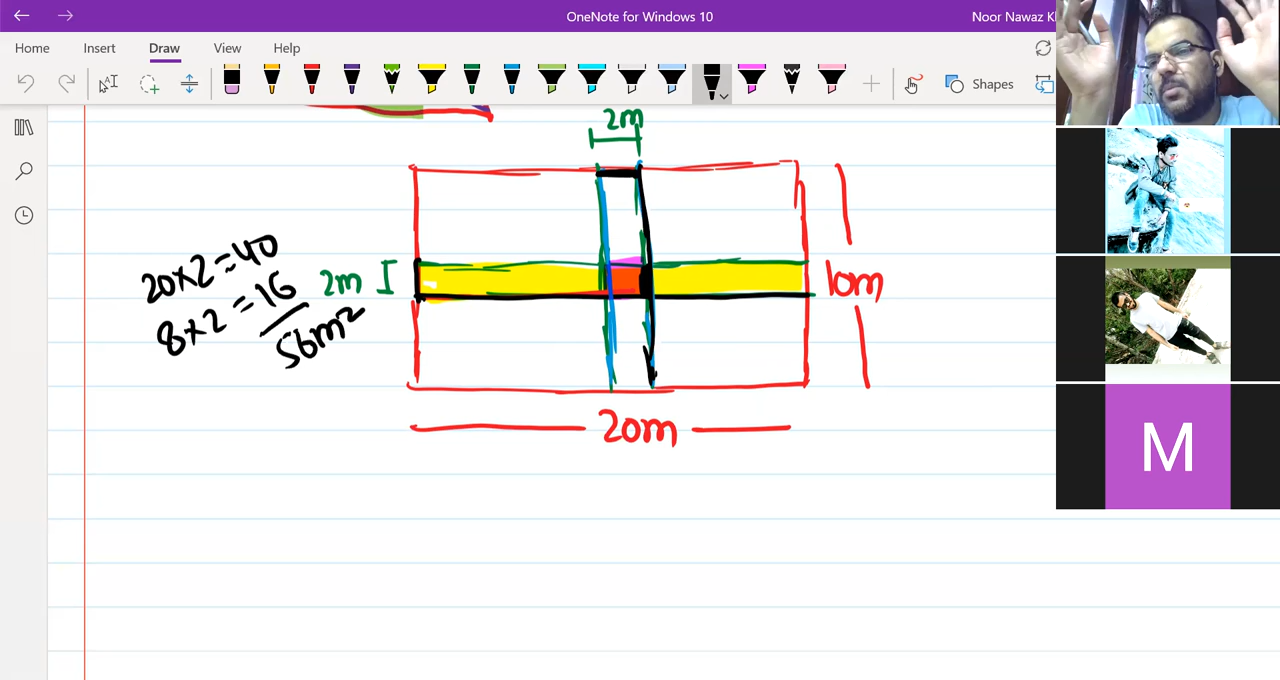 OneNote for Windows 10
Noor Nawaz Kh
Home Insert Draw View Help
Shapes
2m
20×2=40
8×2=16
56m²
2m
10m
20m
M